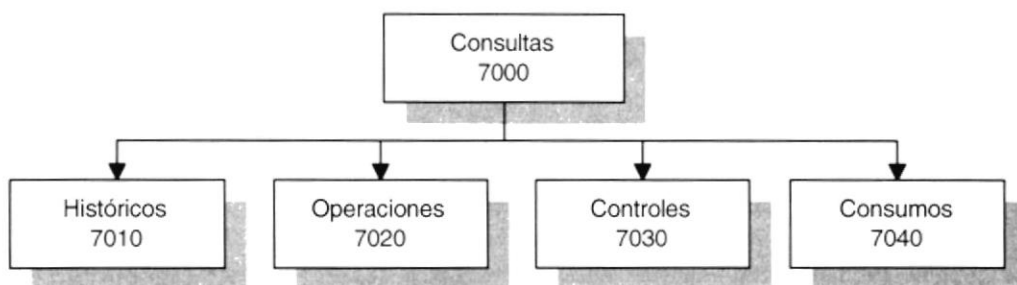 Consultas
7000
Históricos
7010
Operaciones
7020
Controles
7030
Consumos
7040